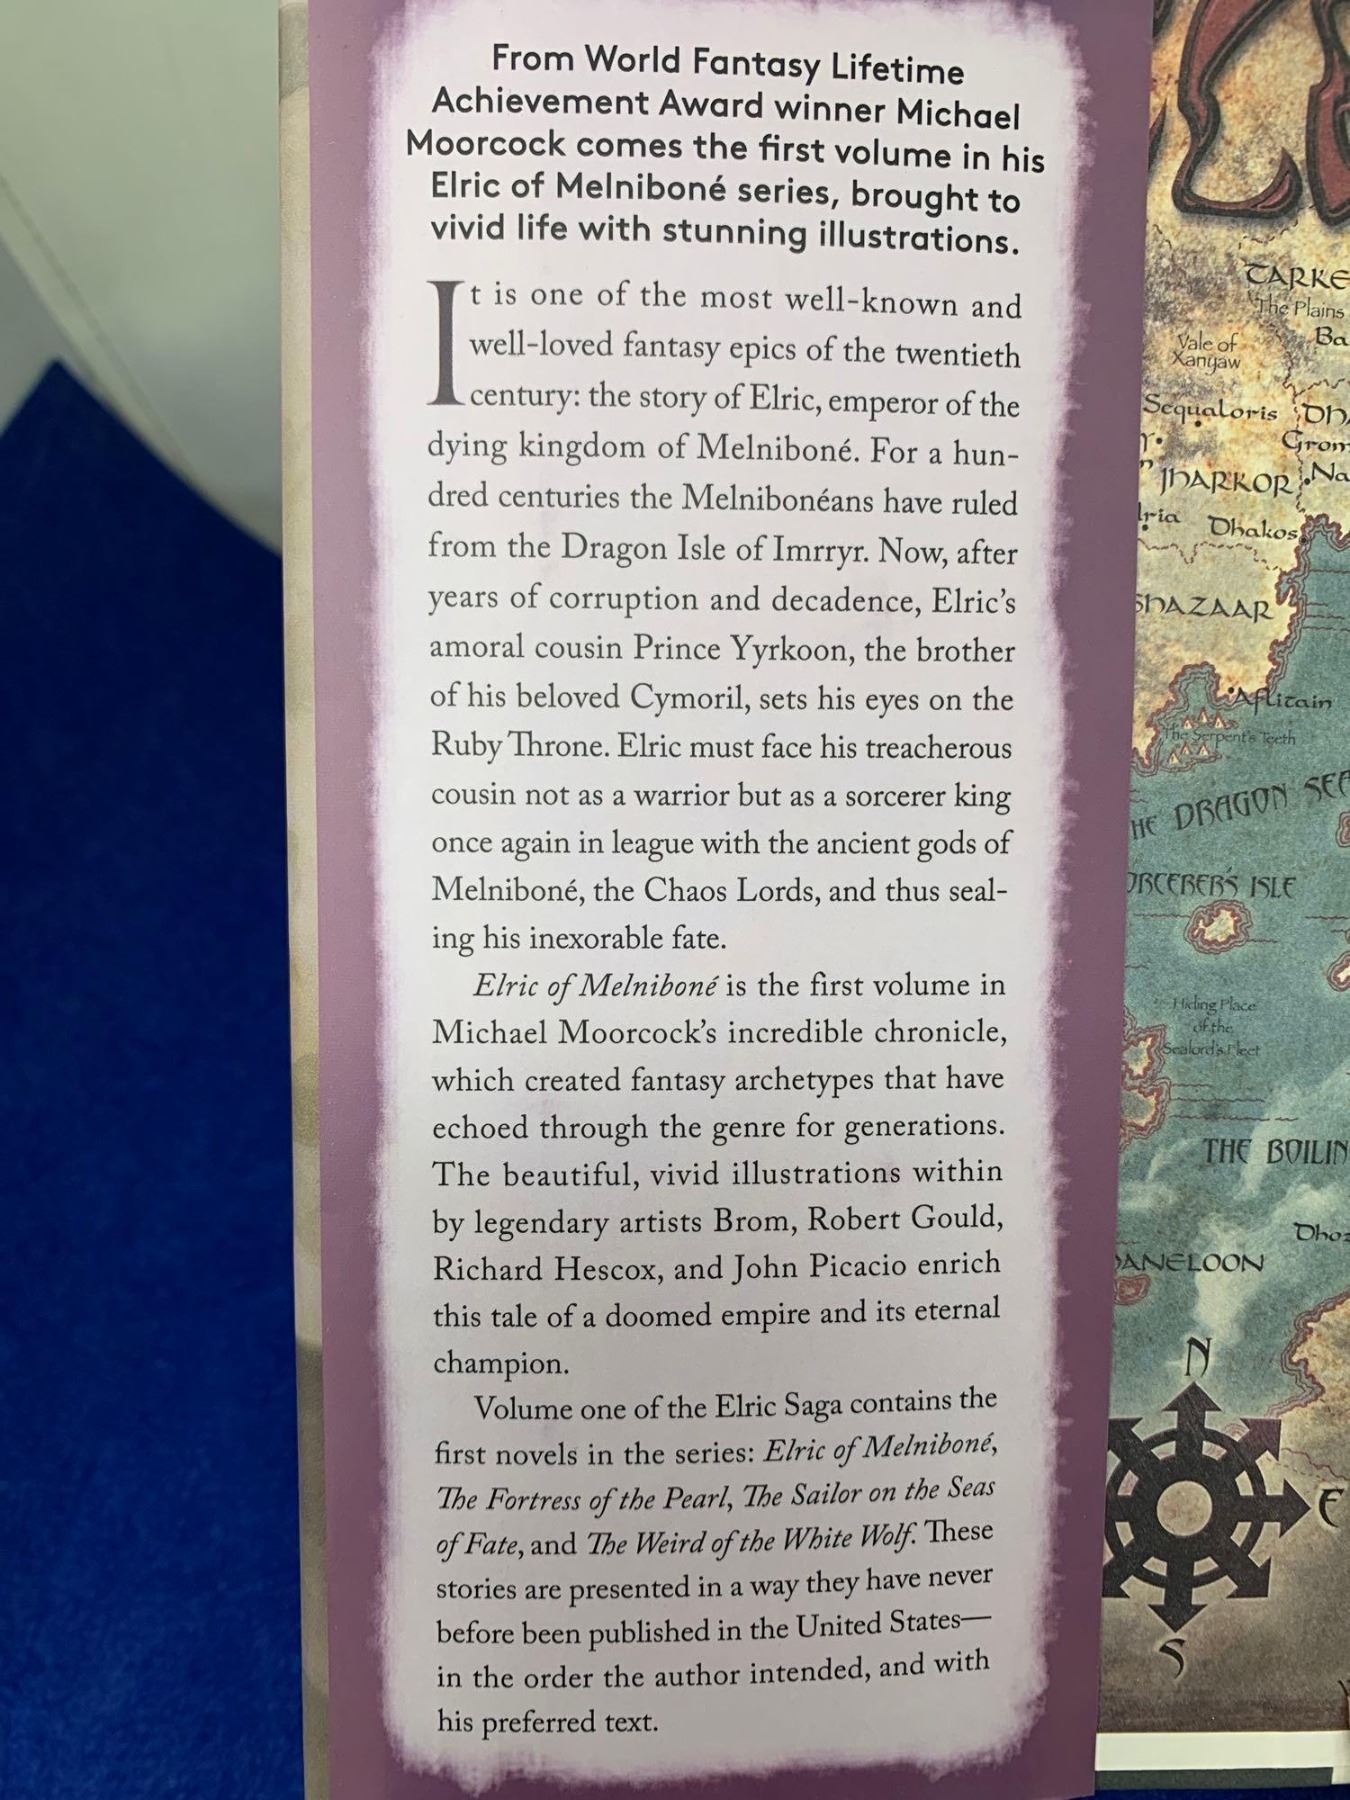 From World Fantasy Lifetime
Achievement Award winner Michael
Moorcock comes the first volume in his
Elric of Melniboné series, brought to
vivid life with stunning illustrations.
It is one of the most well-known and
well-loved fantasy epics of the twentieth
century: the story of Elric, emperor of the
dying kingdom of Melniboné. For a hun-
dred centuries the Melnibonéans have ruled
from the Dragon Isle of Imrryr. Now, after
years of corruption and decadence, Elric's
amoral cousin Prince Yyrkoon, the brother
of his beloved Cymoril, sets his eyes on the
Ruby Throne. Elric must face his treacherous
cousin not as a warrior but as a sorcerer king
once again in league with the ancient gods of
Melniboné, the Chaos Lords, and thus seal-
ing his inexorable fate.
Elric of Melniboné is the first volume in
Michael Moorcock's incredible chronicle,
which created fantasy archetypes that have
echoed through the genre for generations.
The beautiful, vivid illustrations within
by legendary artists Brom, Robert Gould,
Richard Hescox, and John Picacio enrich
this tale of a doomed empire and its eternal
champion.
Volume one of the Elric Saga contains the
first novels in the series: Elric of Melniboné,
The Fortress of the Pearl, The Sailor on the Seas
of Fate, and The Weird of the White Wolf. These
stories are presented in a way they have never
before been published in the United States—
in the order the author intended, and with
his preferred text.
TARKE
The Plains
Ba
Vale of
Xanyaw
Sequaloris
Grom
JHARKOR
Na
Dhakos
SHAZAAR
Aflitain
The Serpent's Teeth
HE DRAGON SEA
ORCERER'S ISLE
Hiding Place
of the
Sealord's Fleet
THE BOILIN
Dhoz
ANELOON
N
E
S